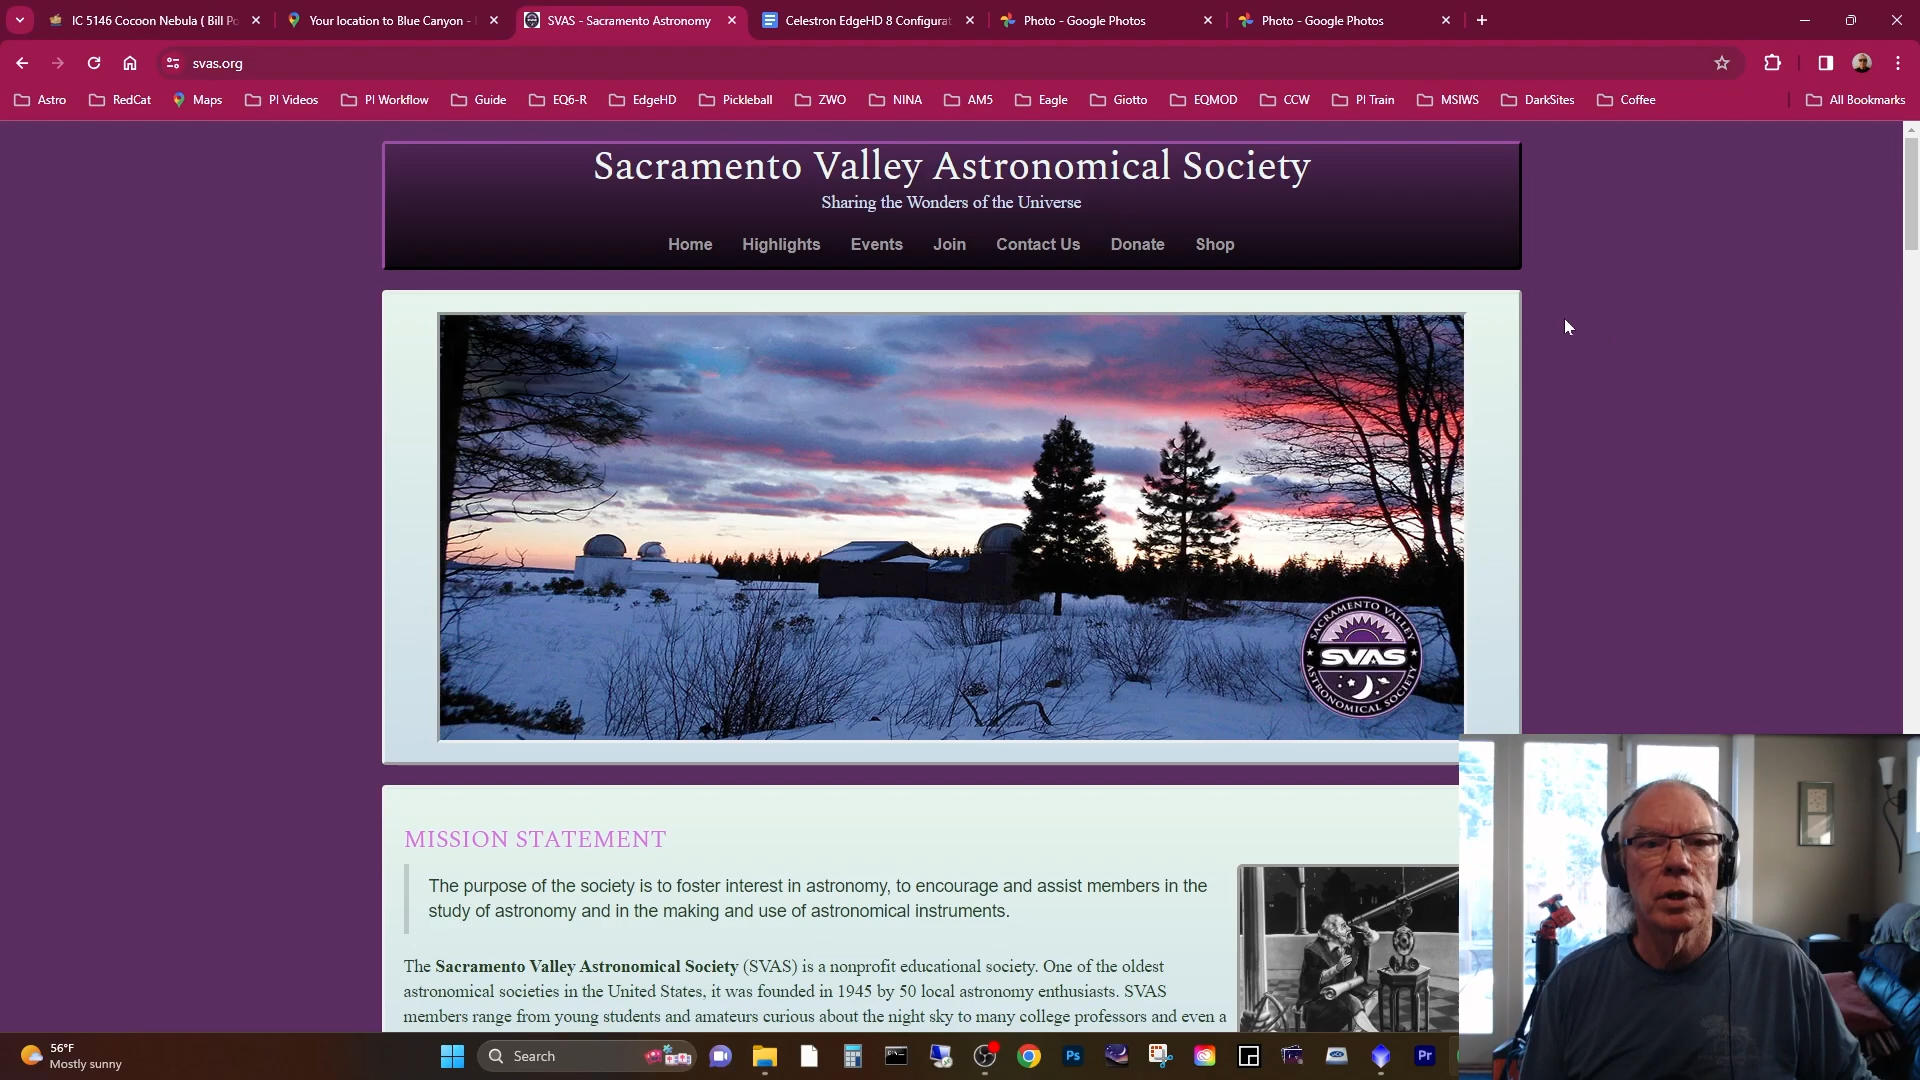 IC 5146 Cocoon Nebula ( Bill Po
Your location to Blue Canyon -
SVAS - Sacramento Astronomy
Celestron EdgeHD 8 Configurat
Photo - Google Photos
Photo - Google Photos
svas.org
Astro
RedCat
Maps
PI Videos
PI Workflow
Guide
EQ6-R
EdgeHD
Pickleball
ZWO
NINA
AM5
Eagle
Giotto
EQMOD
CCW
PI Train
MSIWS
DarkSites
Coffee
All Bookmarks
Sacramento Valley Astronomical Society
Sharing the Wonders of the Universe
Home Highlights Events Join Contact Us Donate Shop
SACRAMENTO VALLEY
SVAS
ASTRONOMICAL SOCIETY
MISSION STATEMENT
The purpose of the society is to foster interest in astronomy, to encourage and assist members in the
study of astronomy and in the making and use of astronomical instruments.
The Sacramento Valley Astronomical Society (SVAS) is a nonprofit educational society. One of the oldest
astronomical societies in the United States, it was founded in 1945 by 50 local astronomy enthusiasts. SVAS
members range from young students and amateurs curious about the night sky to many college professors and even a
56°F
Mostly sunny
Search
Ps
Pr